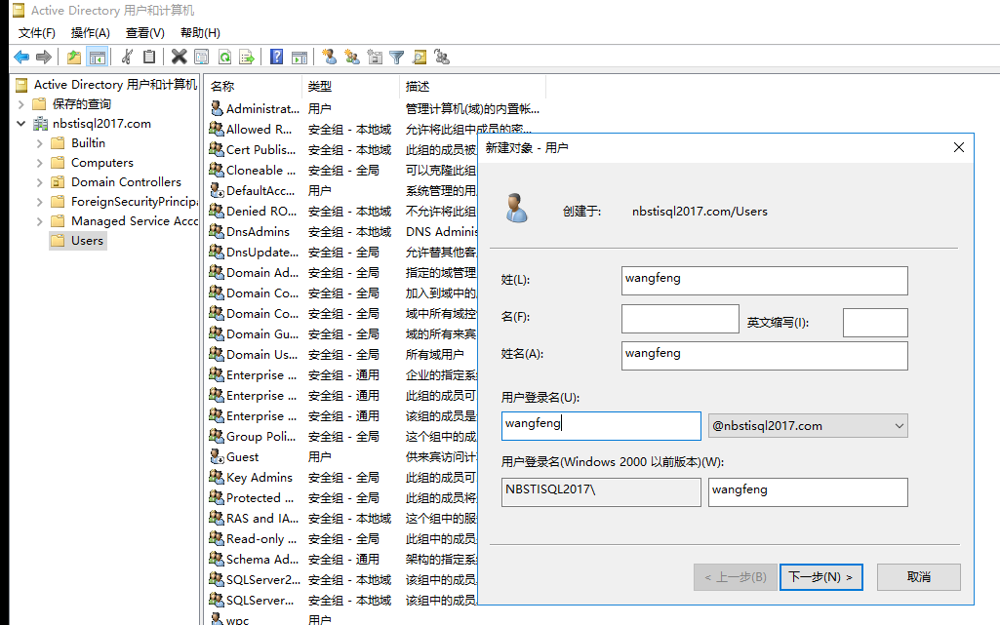 Active Directory 用户和计算机
文件(F) 操作(A) 查看(V) 帮助(H)
Active Directory 用户和计算机
保存的查询
nbstisql2017.com
Builtin
Computers
Domain Controllers
ForeignSecurityPrincipa
Managed Service Acco
Users
名称 类型 描述
Administrat... 用户 管理计算机(域)的内置帐...
Allowed R... 安全组 - 本地域 允许将此组中成员的密...
Cert Publis... 安全组 - 本地域 此组的成员被
Cloneable ... 安全组 - 全局 可以克隆此组
DefaultAcc... 用户 系统管理的用
Denied RO... 安全组 - 本地域 不允许将此组
DnsAdmins 安全组 - 本地域 DNS Adminis
DnsUpdate... 安全组 - 全局 允许替其他客
Domain Ad... 安全组 - 全局 指定的域管理
Domain Co... 安全组 - 全局 加入到域中的
Domain Co... 安全组 - 全局 域中所有域控
Domain Gu... 安全组 - 全局 域的所有来宾
Domain Us... 安全组 - 全局 所有域用户
Enterprise ... 安全组 - 通用 企业的指定系
Enterprise ... 安全组 - 通用 此组的成员可
Enterprise ... 安全组 - 通用 该组的成员是
Group Poli... 安全组 - 全局 这个组中的成
Guest 用户 供来宾访问计
Key Admins 安全组 - 全局 此组的成员可
Protected ... 安全组 - 全局 此组的成员将
RAS and IA... 安全组 - 本地域 这个组中的服
Read-only ... 安全组 - 全局 此组中的成员
Schema Ad... 安全组 - 通用 架构的指定系
SQLServer2... 安全组 - 本地域 该组中的成员
SQLServer... 安全组 - 本地域 该组中的成员
wpc 用户
新建对象 - 用户
创建于: nbstisql2017.com/Users
姓(L): wangfeng
名(F): 英文缩写(I):
姓名(A): wangfeng
用户登录名(U):
wangfeng @nbstisql2017.com
用户登录名(Windows 2000 以前版本)(W):
NBSTISQL2017\ wangfeng
< 上一步(B) 下一步(N) > 取消